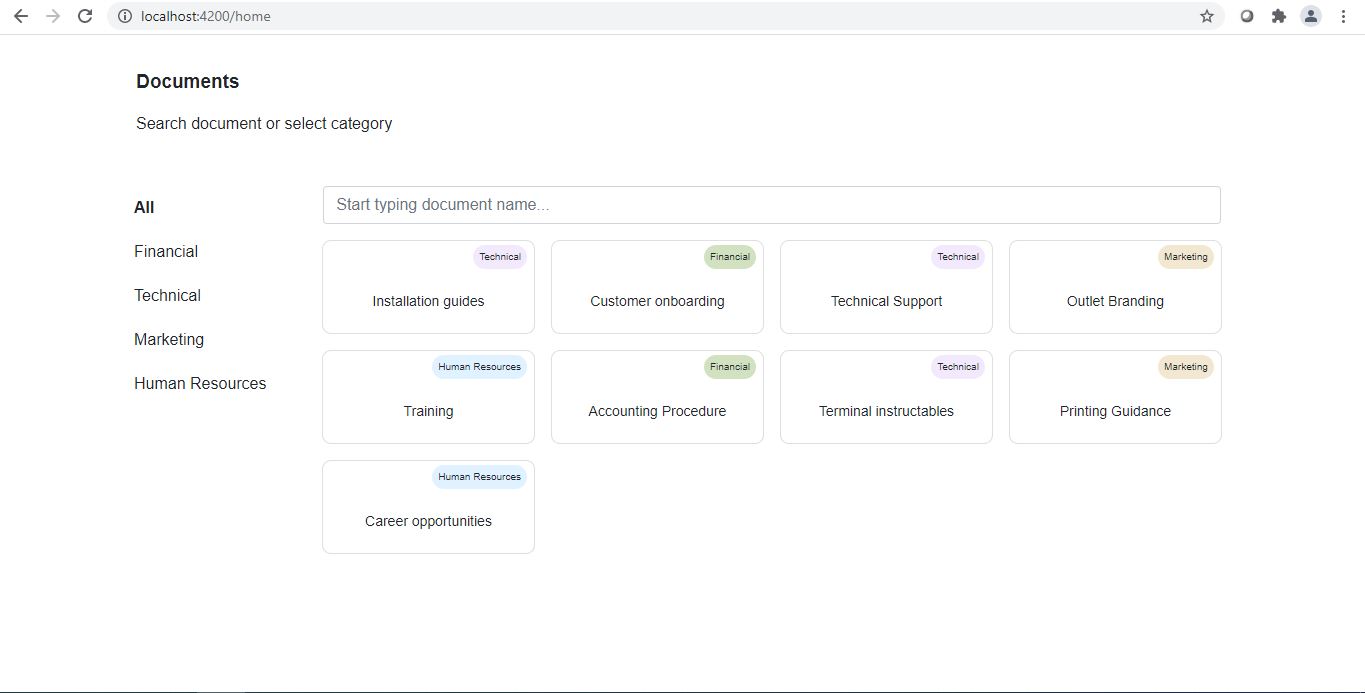 localhost:4200/home
Documents
Search document or select category
All
Financial
Technical
Marketing
Human Resources
Start typing document name...
Technical
Installation guides
Financial
Customer onboarding
Technical
Technical Support
Marketing
Outlet Branding
Human Resources
Training
Financial
Accounting Procedure
Technical
Terminal instructables
Marketing
Printing Guidance
Human Resources
Career opportunities